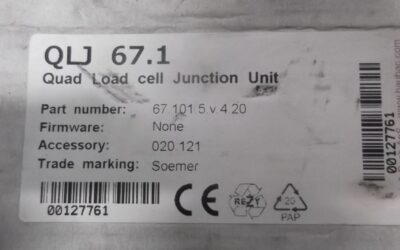 QLJ 67.1
Quad Load cell Junction Unit
Part number: 67.101.5.v.4.20
Firmware: None
Accessory: 020.121
Trade marking: Soemer
00127761
CE
REZY
20
PAP
00127761